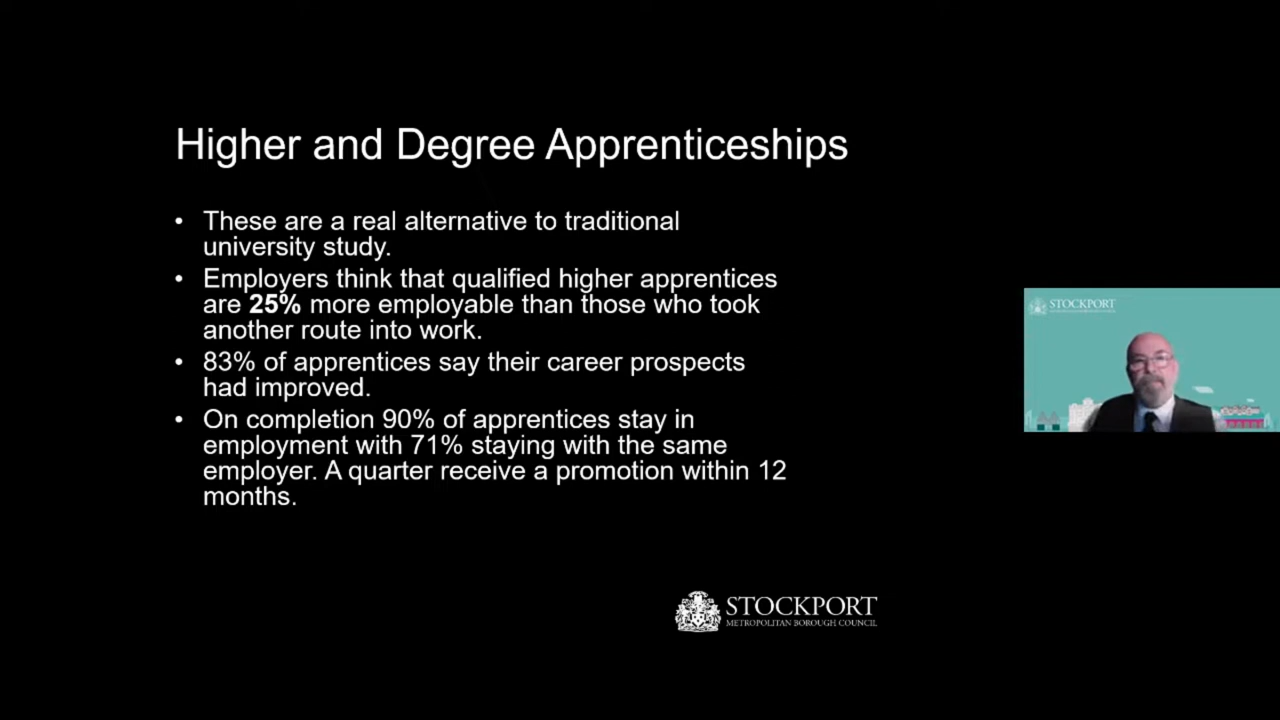 Higher and Degree Apprenticeships
• These are a real alternative to traditional
university study.
• Employers think that qualified higher apprentices
are 25% more employable than those who took
another route into work.
• 83% of apprentices say their career prospects
had improved.
• On completion 90% of apprentices stay in
employment with 71% staying with the same
employer. A quarter receive a promotion within 12
months.
STOCKPORT
STOCKPORT
METROPOLITAN BOROUGH COUNCIL